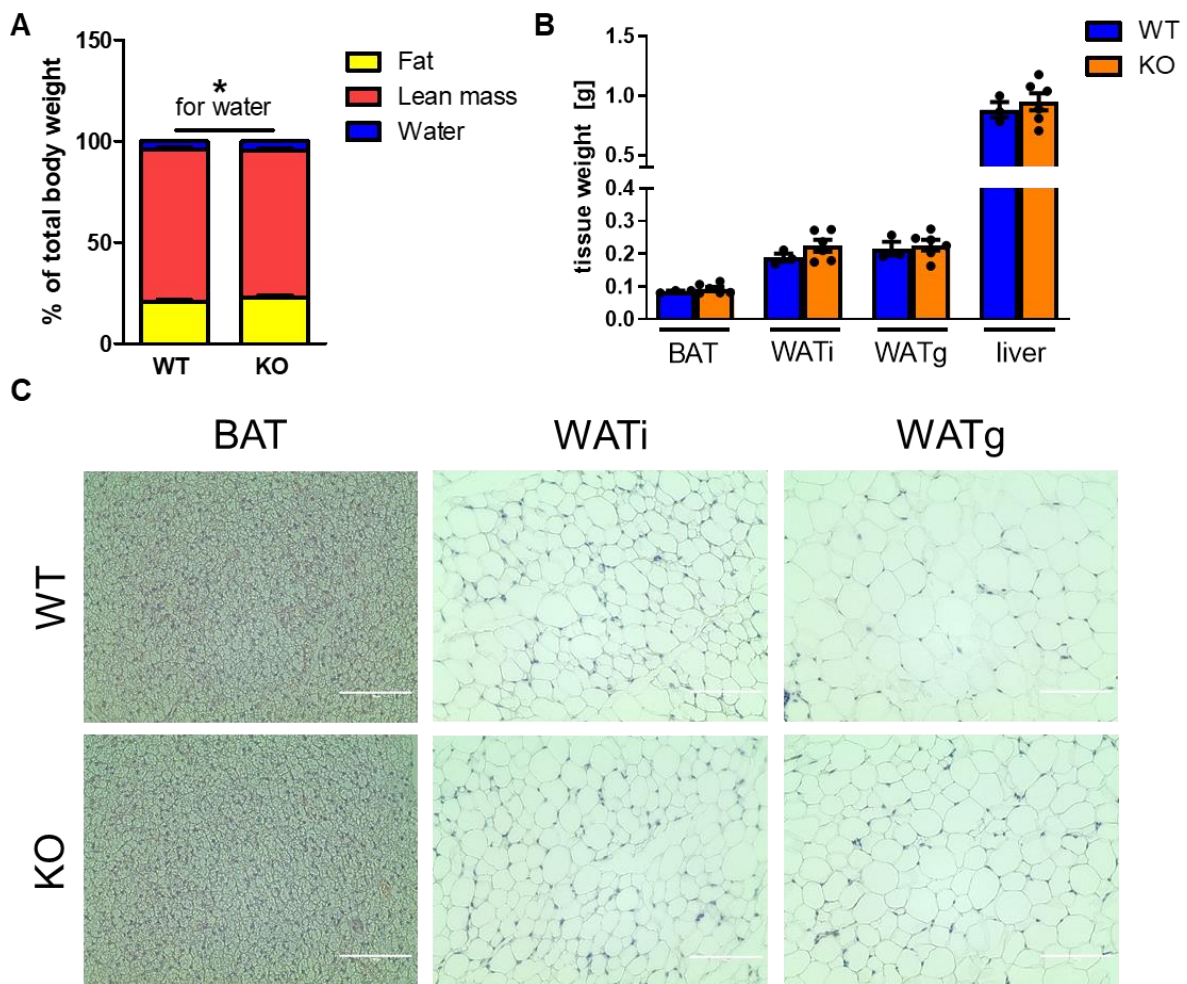 A
150
100
50
0
% of total body weight
*
for water
WT
KO
Fat
Lean mass
Water
B
1.5
1.0
0.5
0.4
0.3
0.2
0.1
0.0
tissue weight [g]
BAT
WATi
WATg
liver
WT
KO
C
BAT
WATi
WATg
WT
KO